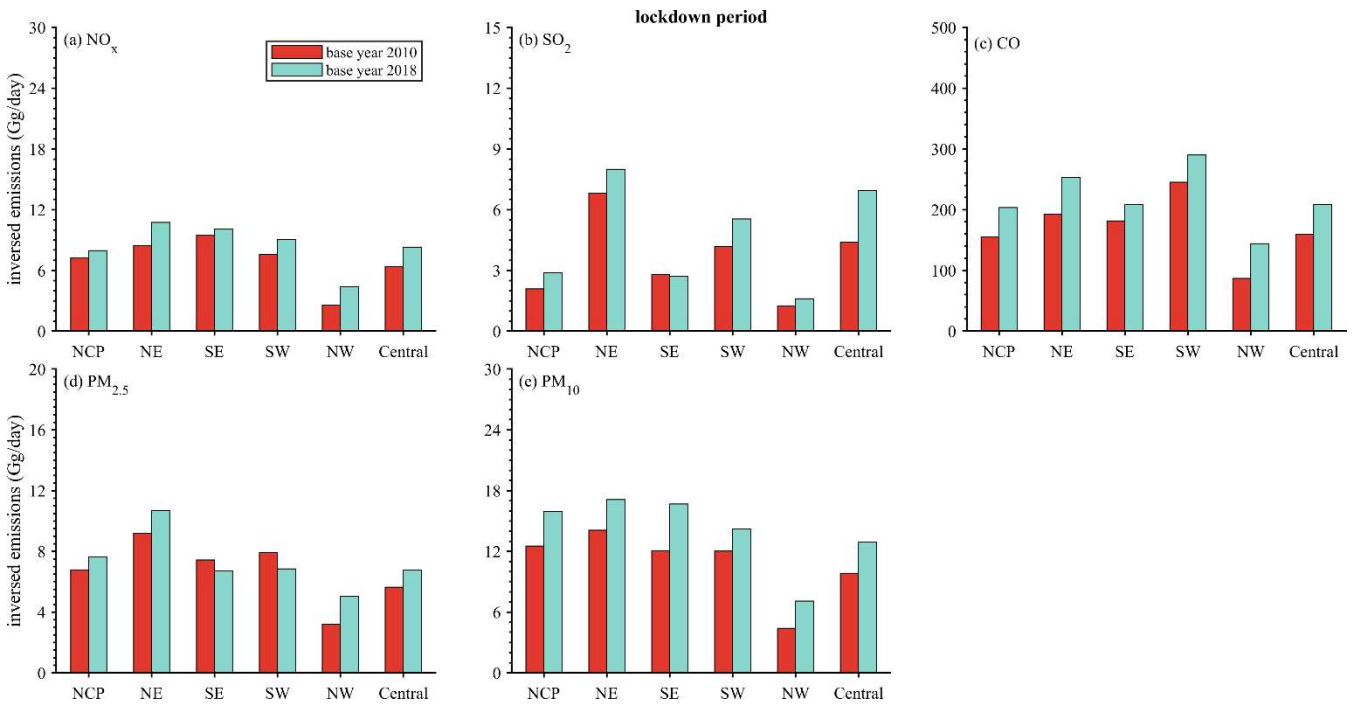 lockdown period
(a) NOx
base year 2010
base year 2018
inversed emissions (Gg/day)
30
24
18
12
6
0
NCP NE SE SW NW Central
(b) SO2
15
12
9
6
3
0
NCP NE SE SW NW Central
(c) CO
500
400
300
200
100
0
NCP NE SE SW NW Central
(d) PM2.5
inversed emissions (Gg/day)
20
16
12
8
4
0
NCP NE SE SW NW Central
(e) PM10
30
24
18
12
6
0
NCP NE SE SW NW Central